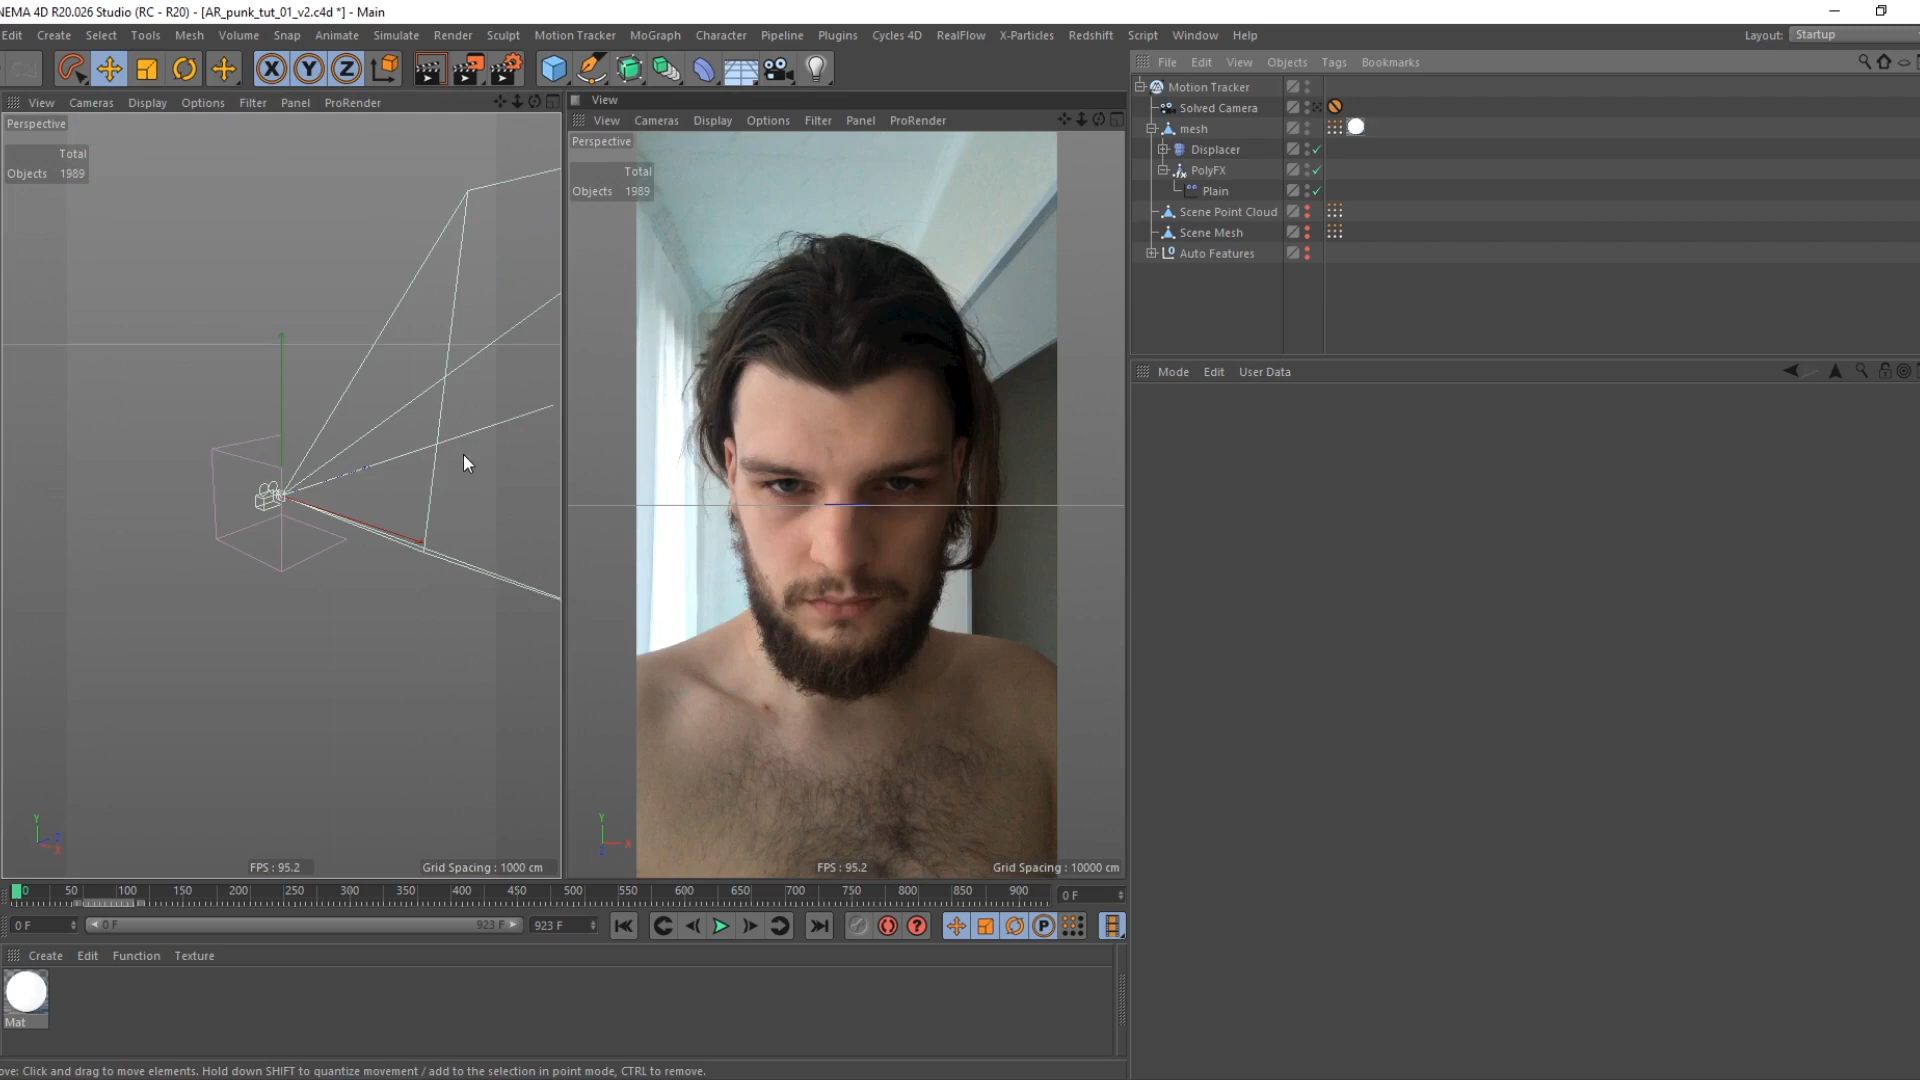 NEMA 4D R20.026 Studio (RC - R20) - [AR_punk_tut_01_v2.c4d *] - Main
Edit Create Select Tools Mesh Volume Snap Animate Simulate Render Sculpt Motion Tracker MoGraph Character Pipeline Plugins Cycles 4D RealFlow X-Particles Redshift Script Window Help
Layout: Startup
X Y Z
File Edit View Objects Tags Bookmarks
Motion Tracker
Solved Camera
mesh
Displacer
PolyFX
Plain
Scene Point Cloud
Scene Mesh
Auto Features
View Cameras Display Options Filter Panel ProRender
Perspective
Total
Objects 1989
Y
Z
X
FPS : 95.2
Grid Spacing : 1000 cm
View
View Cameras Display Options Filter Panel ProRender
Perspective
Total
Objects 1989
Y
X
Z
FPS : 95.2
Grid Spacing : 10000 cm
Mode Edit User Data
0 50 100 150 200 250 300 350 400 450 500 550 600 650 700 750 800 850 900
0 F
0 F
0 F
923 F
923 F
P
Create Edit Function Texture
Mat
ove: Click and drag to move elements. Hold down SHIFT to quantize movement / add to the selection in point mode, CTRL to remove.